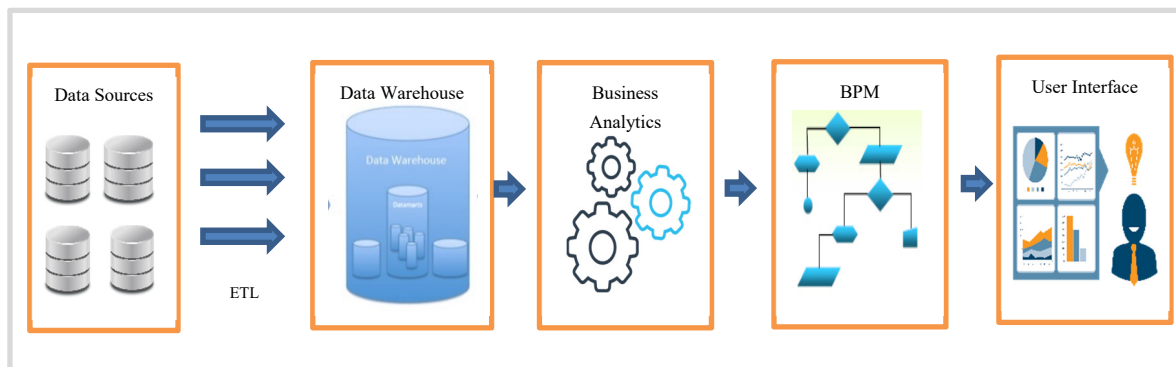 Data Sources
ETL
Data Warehouse
Data Warehouse
Datamarts
Business
Analytics
BPM
User Interface